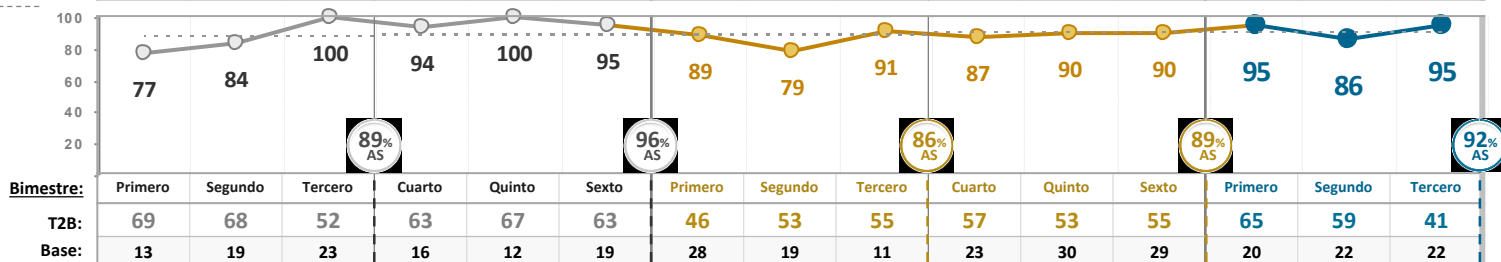 100
80
60
40
20
77 84 100 94 100 95 89 79 91 87 90 90 95 86 95
89% AS 96% AS 86% AS 89% AS 92% AS
Bimestre: Primero Segundo Tercero Cuarto Quinto Sexto Primero Segundo Tercero Cuarto Quinto Sexto Primero Segundo Tercero
T2B: 69 68 52 63 67 63 46 53 55 57 53 55 65 59 41
Base: 13 19 23 16 12 19 28 19 11 23 30 29 20 22 22